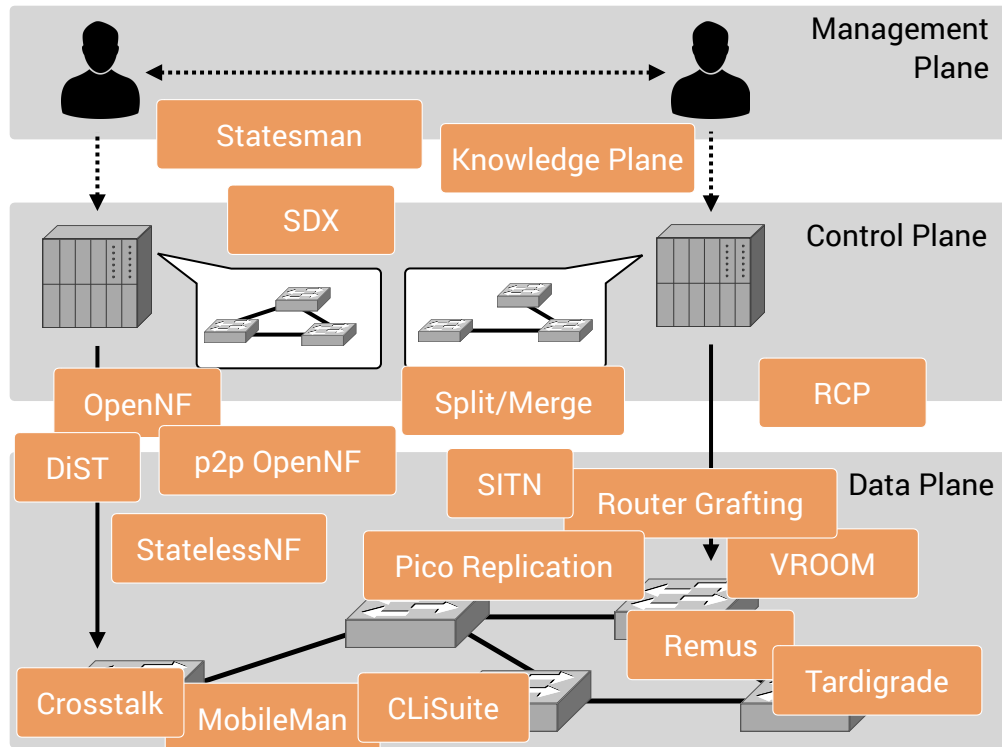 Management
Plane
Statesman
Knowledge Plane
SDX
Control Plane
OpenNF
Split/Merge
RCP
DiST
p2p OpenNF
SITN
Data Plane
Router Grafting
StatelessNF
Pico Replication
VROOM
Remus
Tardigrade
Crosstalk
MobileMan
CLiSuite